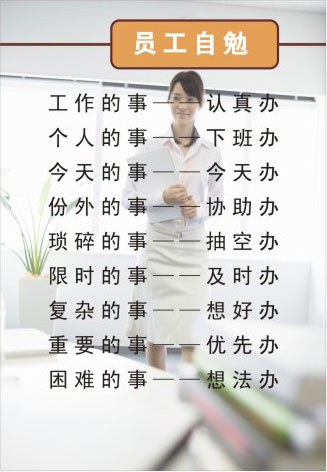 员工自勉
工作的事——认真办
个人的事——下班办
今天的事——今天办
份外的事——协助办
琐碎的事——抽空办
限时的事——及时办
复杂的事——想好办
重要的事——优先办
困难的事——想法办